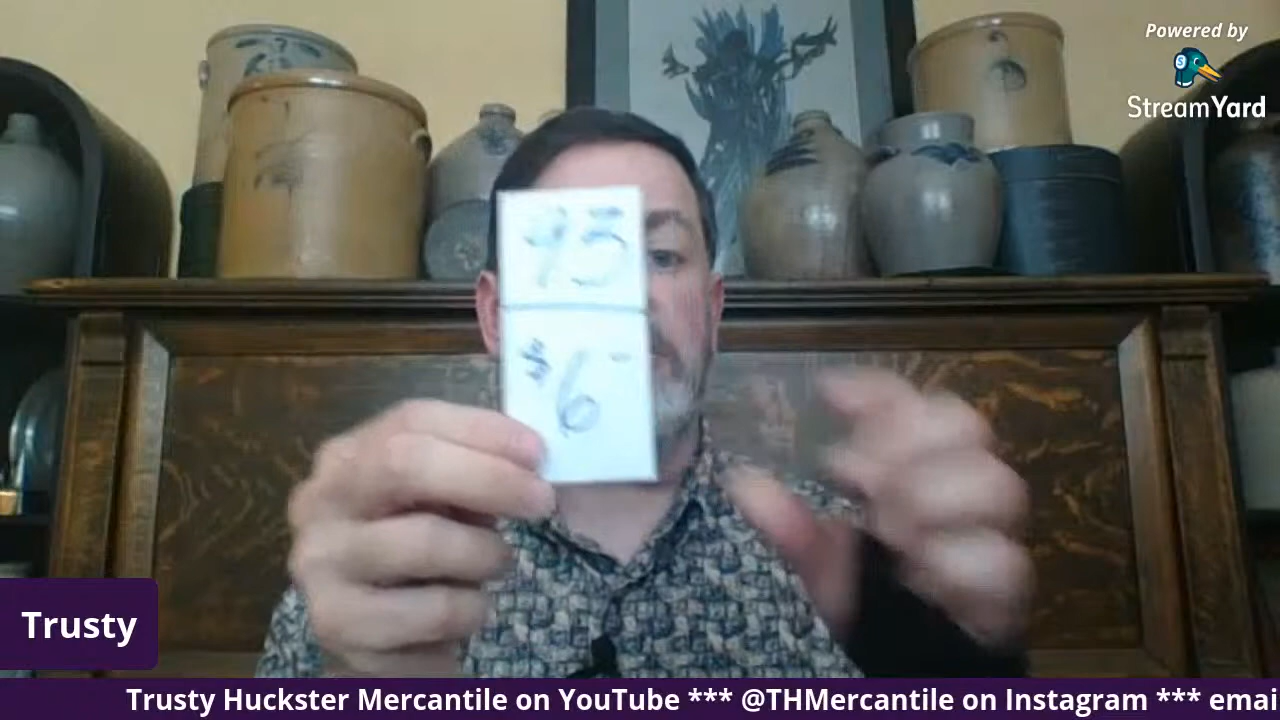 Powered by
StreamYard
$6-
Trusty
Trusty Huckster Mercantile on YouTube *** @THMercantile on Instagram *** emai